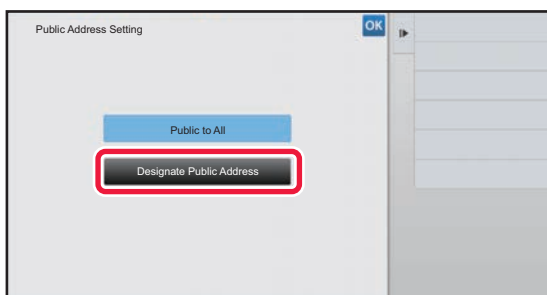 Public Address Setting
OK
Public to All
Designate Public Address